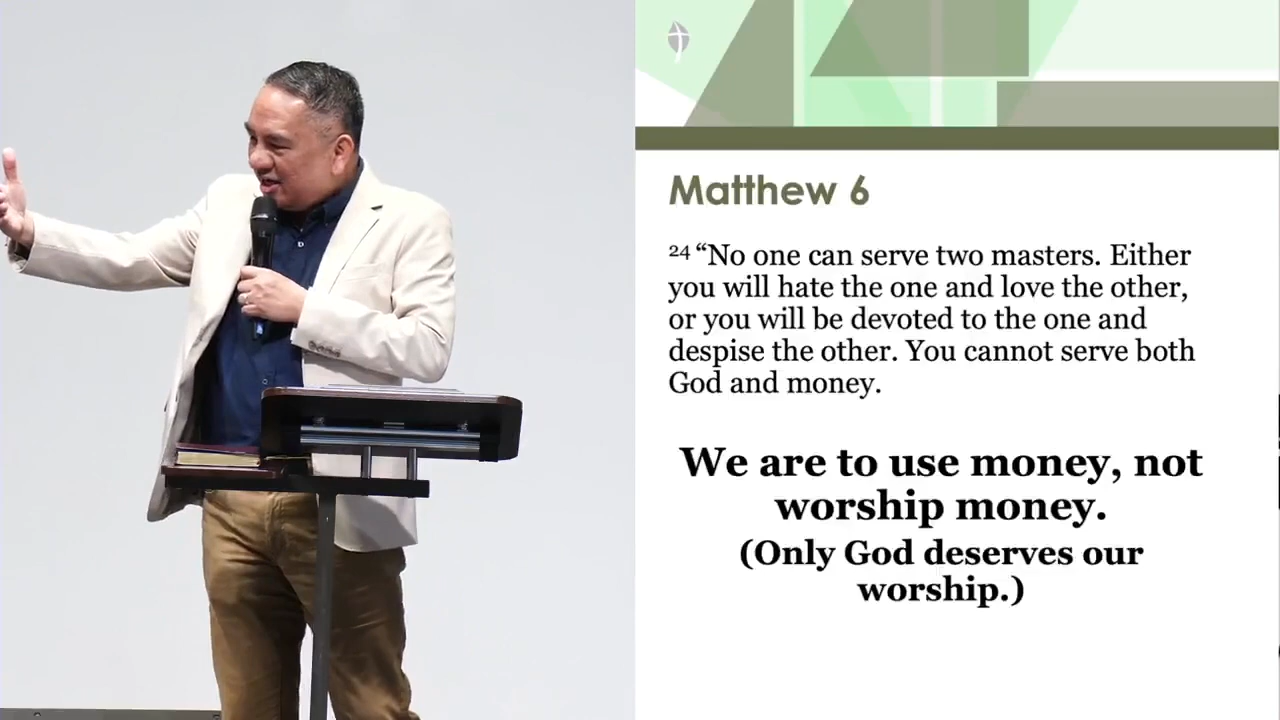 Matthew 6
24 “No one can serve two masters. Either
you will hate the one and love the other,
or you will be devoted to the one and
despise the other. You cannot serve both
God and money.
We are to use money, not
worship money.
(Only God deserves our
worship.)